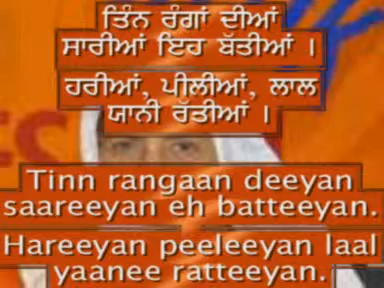 ਤਿੰਨ ਰੰਗਾਂ ਦੀਆਂ
ਸਾਰੀਆਂ ਇਹ ਬੱਤੀਆਂ ।
ਹਰੀਆਂ, ਪੀਲੀਆਂ, ਲਾਲ
ਯਾਨੀ ਰੱਤੀਆਂ ।
Tinn rangaan deeyan
saareeyan eh batteeyan.
Hareeyan peeleeyan laal
yaanee ratteeyan.